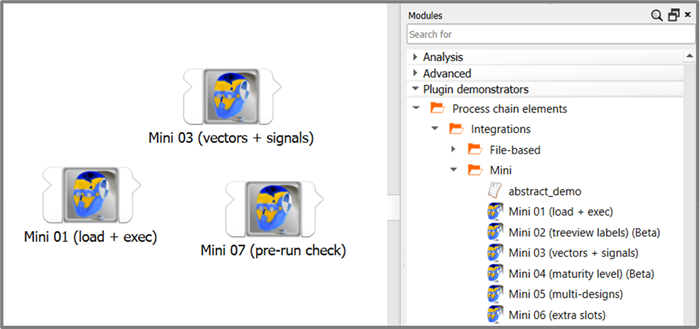 Mini 03 (vectors + signals)
Mini 01 (load + exec)
Mini 07 (pre-run check)
Modules
Search for
Analysis
Advanced
Plugin demonstrators
Process chain elements
Integrations
File-based
Mini
abstract_demo
Mini 01 (load + exec)
Mini 02 (treeview labels) (Beta)
Mini 03 (vectors + signals)
Mini 04 (maturity level) (Beta)
Mini 05 (multi-designs)
Mini 06 (extra slots)